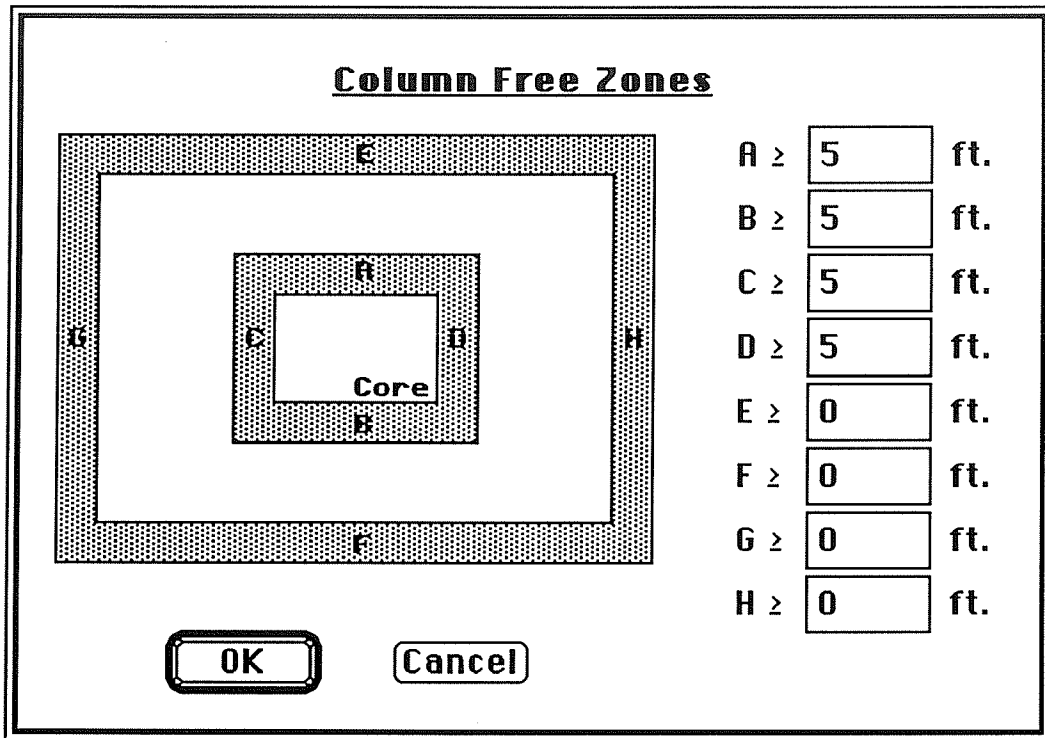 Column Free Zones
E
A
G
C
D
H
Core
B
F
A ≥ 5 ft.
B ≥ 5 ft.
C ≥ 5 ft.
D ≥ 5 ft.
E ≥ 0 ft.
F ≥ 0 ft.
G ≥ 0 ft.
H ≥ 0 ft.
OK
Cancel